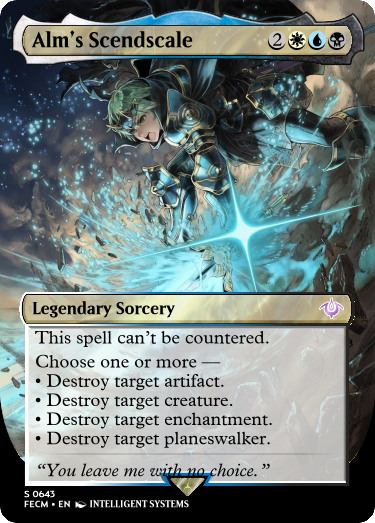 Alm's Scendscale 2
Legendary Sorcery
This spell can't be countered.
Choose one or more —
• Destroy target artifact.
• Destroy target creature.
• Destroy target enchantment.
• Destroy target planeswalker.
“You leave me with no choice.”
S 0643
FECM • EN INTELLIGENT SYSTEMS